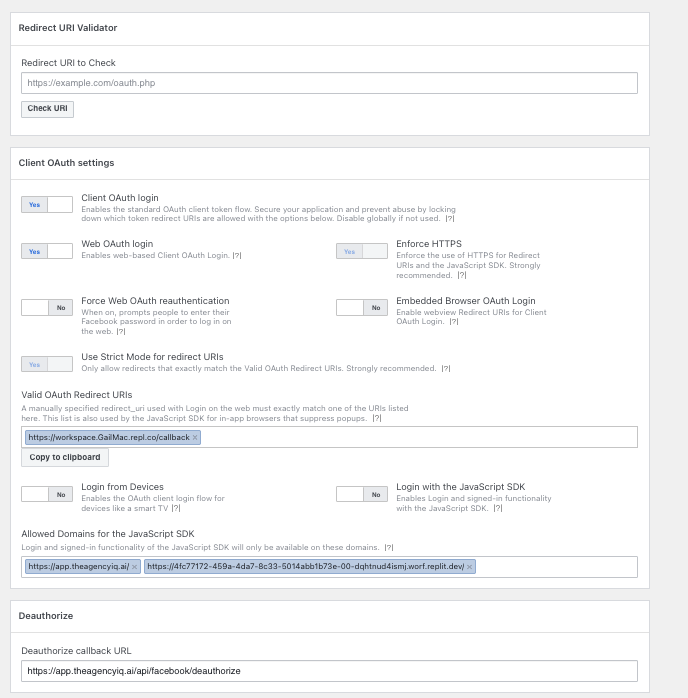 Redirect URI Validator
Redirect URI to Check
https://example.com/oauth.php
Check URI
Client OAuth settings
Yes
Client OAuth login
Enables the standard OAuth client token flow. Secure your application and prevent abuse by locking
down which token redirect URIs are allowed with the options below. Disable globally if not used. [?]
Yes
Web OAuth login
Enables web-based Client OAuth Login. [?]
Yes
Enforce HTTPS
Enforce the use of HTTPS for Redirect
URIs and the JavaScript SDK. Strongly
recommended. [?]
No
Force Web OAuth reauthentication
When on, prompts people to enter their
Facebook password in order to log in on
the web. [?]
No
Embedded Browser OAuth Login
Enable webview Redirect URIs for Client
OAuth Login. [?]
Yes
Use Strict Mode for redirect URIs
Only allow redirects that exactly match the Valid OAuth Redirect URIs. Strongly recommended. [?]
Valid OAuth Redirect URIs
A manually specified redirect_uri used with Login on the web must exactly match one of the URIs listed
here. This list is also used by the JavaScript SDK for in-app browsers that suppress popups. [?]
https://workspace.GailMac.repl.co/callback ×
Copy to clipboard
No
Login from Devices
Enables the OAuth client login flow for
devices like a smart TV [?]
No
Login with the JavaScript SDK
Enables Login and signed-in functionality
with the JavaScript SDK. [?]
Allowed Domains for the JavaScript SDK
Login and signed-in functionality of the JavaScript SDK will only be available on these domains. [?]
https://app.theagencyiq.ai/ × https://4fc77172-459a-4da7-8c33-5014abb1b73e-00-dqhtnud4ismj.worf.replit.dev/ ×
Deauthorize
Deauthorize callback URL
https://app.theagencyiq.ai/api/facebook/deauthorize